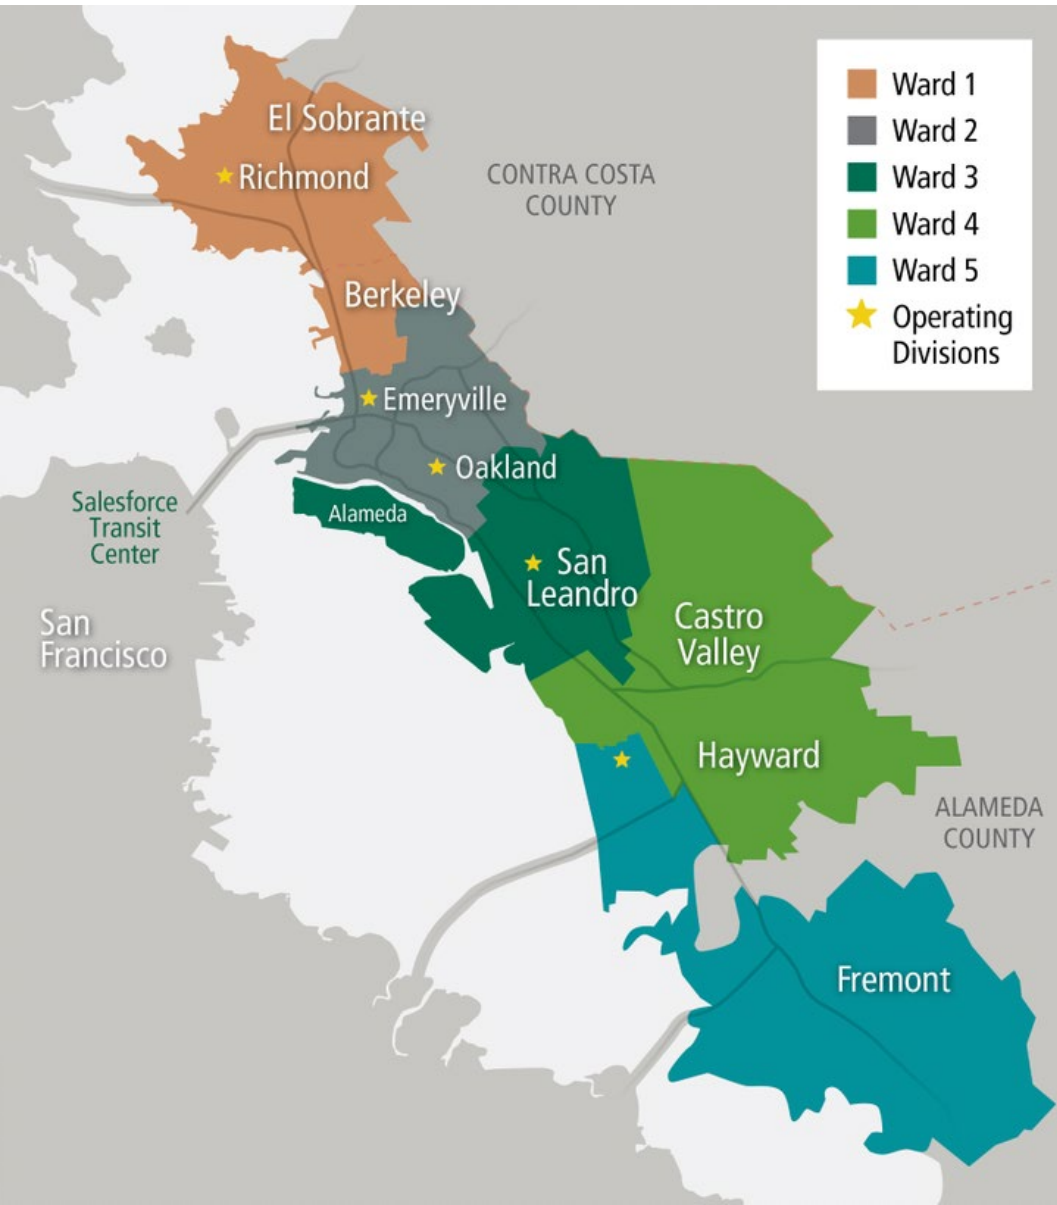 El Sobrante
Richmond
CONTRA COSTA
COUNTY
Berkeley
Emeryville
Oakland
Salesforce
Transit
Center
Alameda
San
Leandro
San
Francisco
Castro
Valley
Hayward
ALAMEDA
COUNTY
Fremont
Ward 1
Ward 2
Ward 3
Ward 4
Ward 5
Operating
Divisions